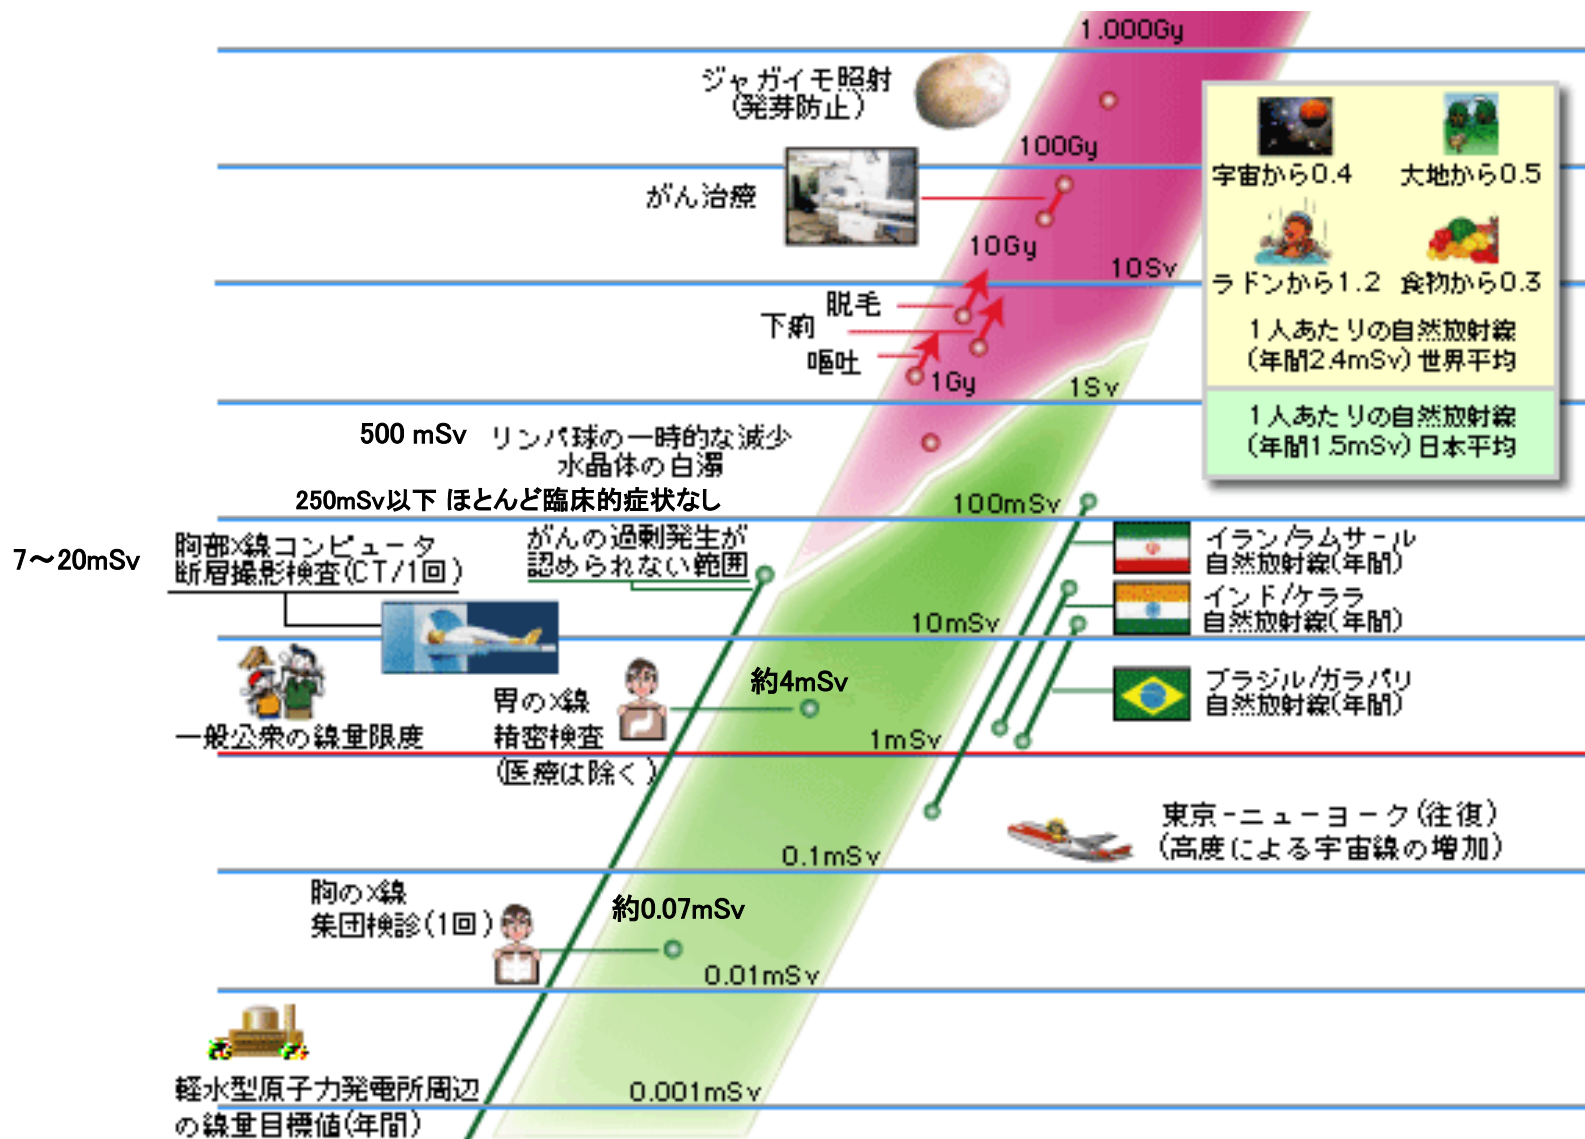 1.000Gy
ジャガイモ照射
(発芽防止)
100Gy
がん治療
10Gy
10Sv
脱毛
下痢
嘔吐
1Gy
1Sv
宇宙から0.4
大地から0.5
ラドンから1.2
食物から0.3
1人あたりの自然放射線
(年間2.4mSv)世界平均
1人あたりの自然放射線
(年間1.5mSv)日本平均
500 mSv
リンパ球の一時的な減少
水晶体の白濁
250mSv以下 ほとんど臨床的症状なし
100mSv
7～20mSv
胸部X線コンピュータ
断層撮影検査(CT/1回)
がんの過剰発生が
認められない範囲
イラン/ラムサール
自然放射線(年間)
インド/ケララ
自然放射線(年間)
10mSv
ブラジル/ガラパリ
自然放射線(年間)
一般公衆の線量限度
胃のX線
精密検査
(医療は除く)
約4mSv
1mSv
東京-ニューヨーク(往復)
(高度による宇宙線の増加)
0.1mSv
胸のX線
集団検診(1回)
約0.07mSv
0.01mSv
軽水型原子力発電所周辺
の線量目標値(年間)
0.001mSv